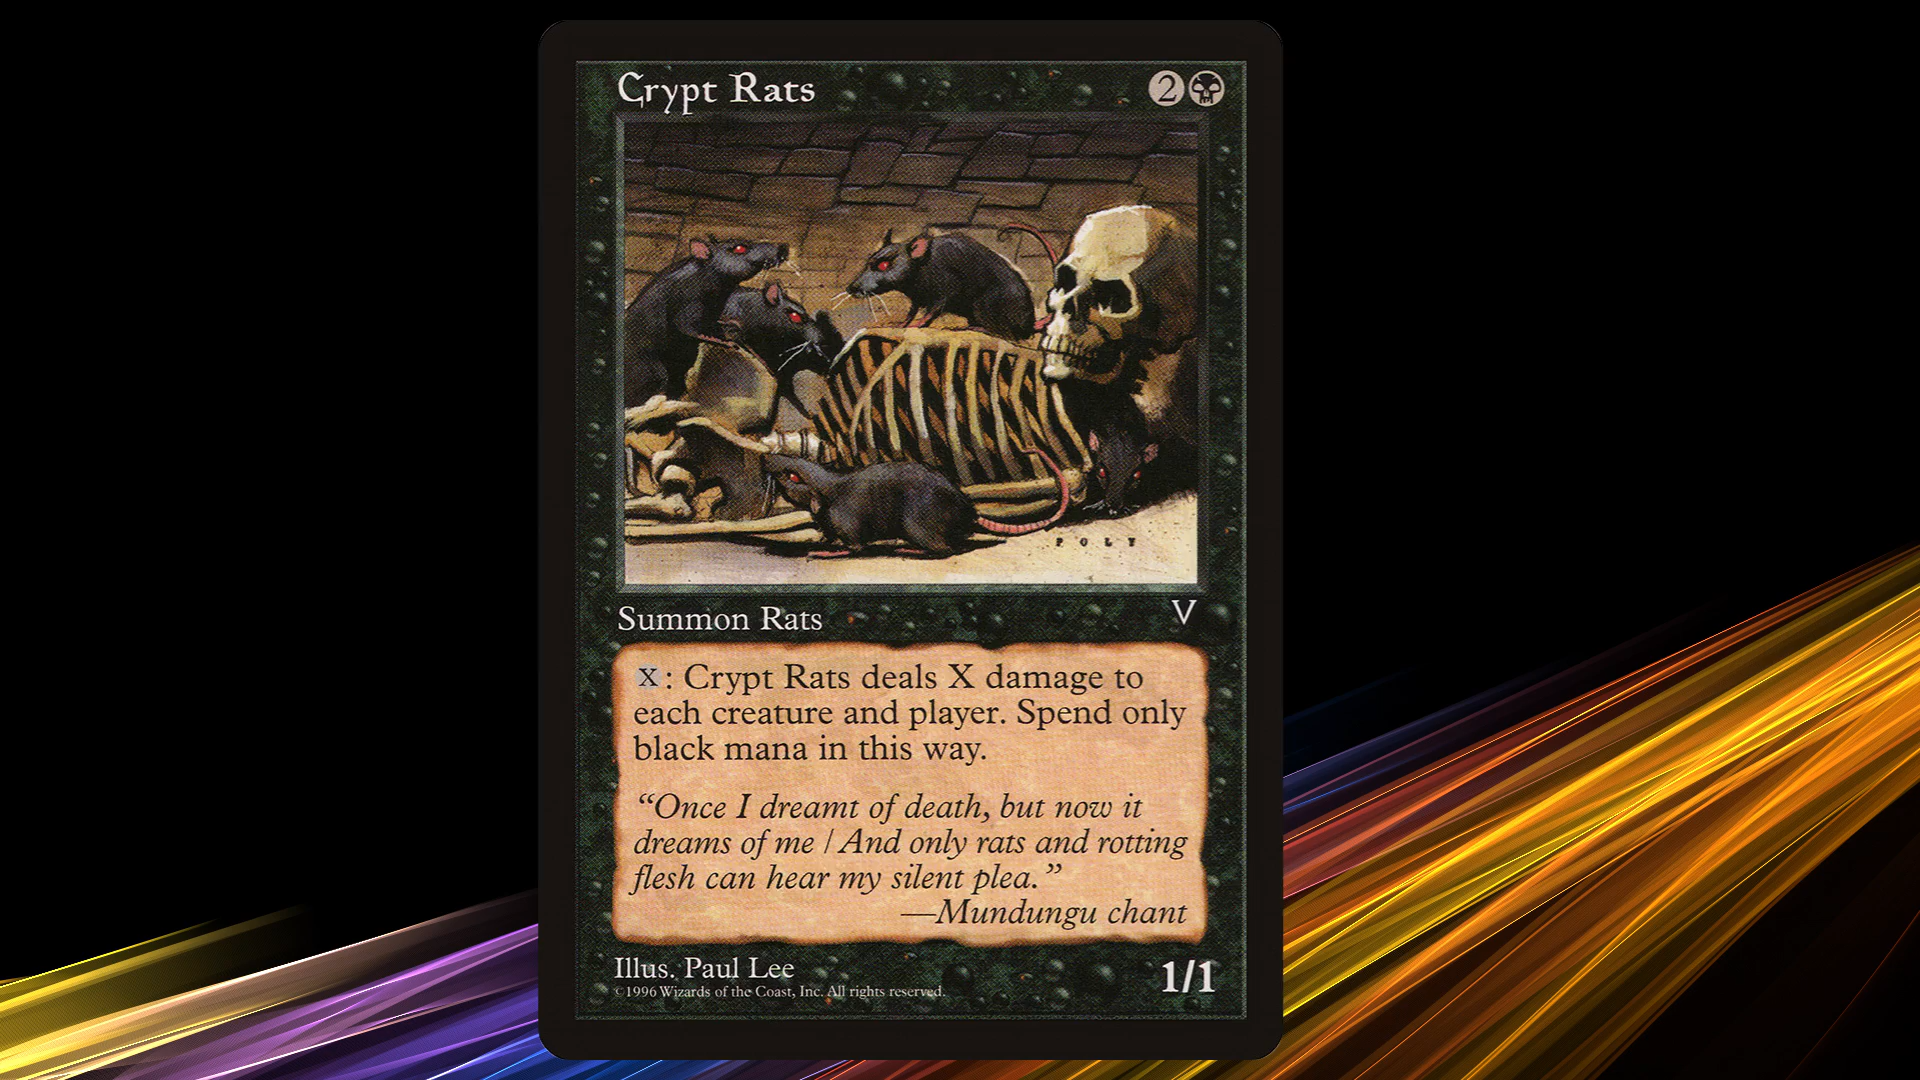 Crypt Rats 2
POLY
Summon Rats V
X: Crypt Rats deals X damage to
each creature and player. Spend only
black mana in this way.
“Once I dreamt of death, but now it
dreams of me / And only rats and rotting
flesh can hear my silent plea.”
—Mundungu chant
Illus. Paul Lee 1/1
©1996 Wizards of the Coast, Inc. All rights reserved.